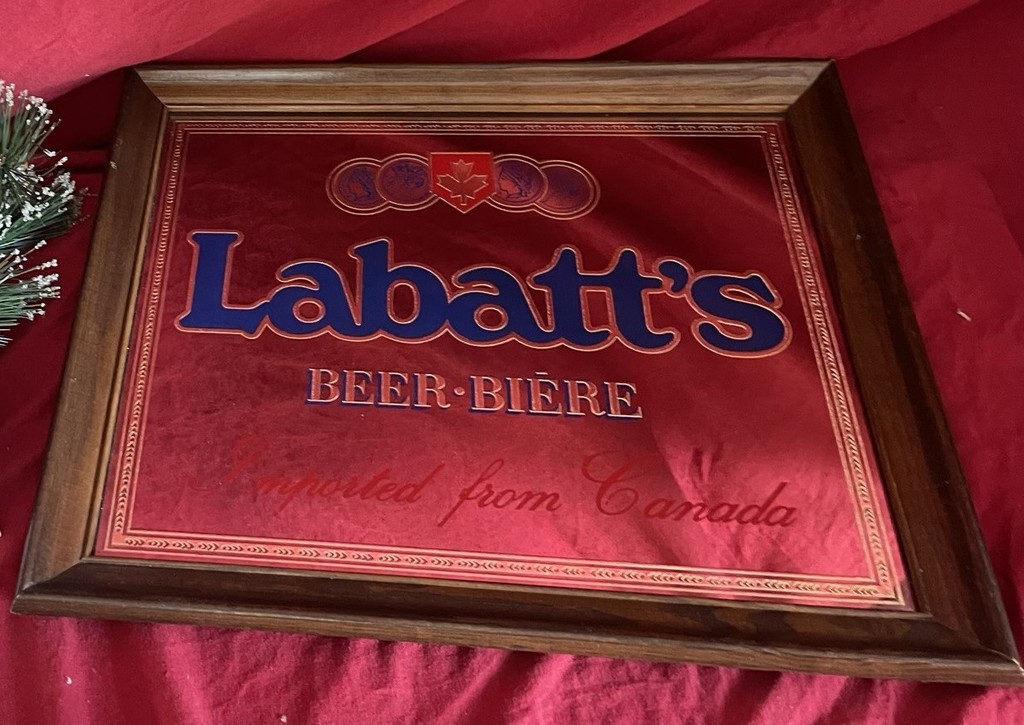 Labatt's
BEER·BIÈRE
Imported from Canada